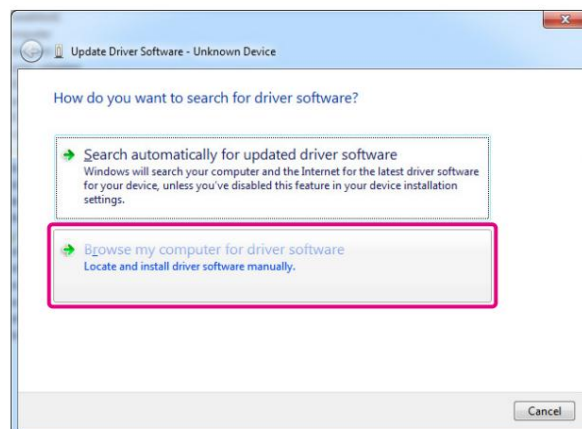 Update Driver Software - Unknown Device
How do you want to search for driver software?
Search automatically for updated driver software
Windows will search your computer and the Internet for the latest driver software
for your device, unless you've disabled this feature in your device installation
settings.
Browse my computer for driver software
Locate and install driver software manually.
Cancel